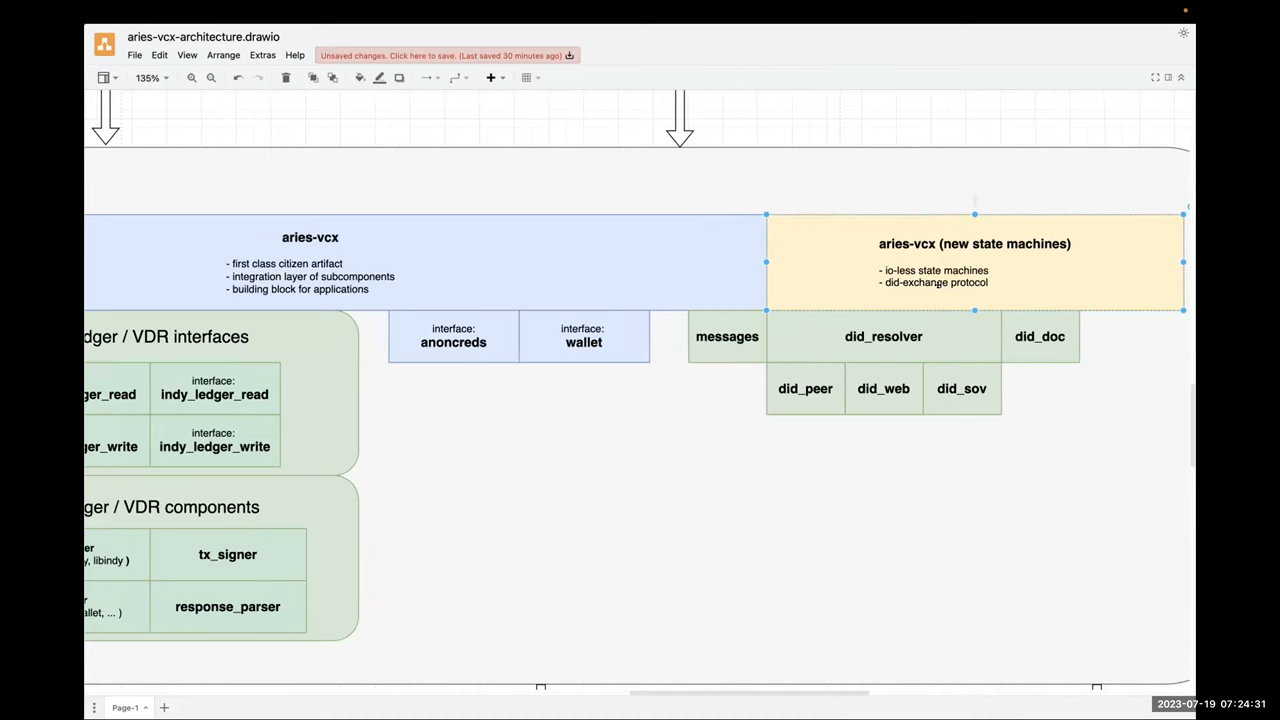 aries-vcx-architecture.drawio
File Edit View Arrange Extras Help
Unsaved changes. Click here to save. (Last saved 30 minutes ago)
135%
aries-vcx
- first class citizen artifact
- integration layer of subcomponents
- building block for applications
aries-vcx (new state machines)
- io-less state machines
- did-exchange protocol
dger / VDR interfaces
ger_read
interface:
indy_ledger_read
ger_write
interface:
indy_ledger_write
interface:
anoncreds
interface:
wallet
messages
did_resolver
did_doc
did_peer
did_web
did_sov
ger / VDR components
er
y, libindy )
tx_signer
r
allet, ... )
response_parser
Page-1
2023-07-19 07:24:31